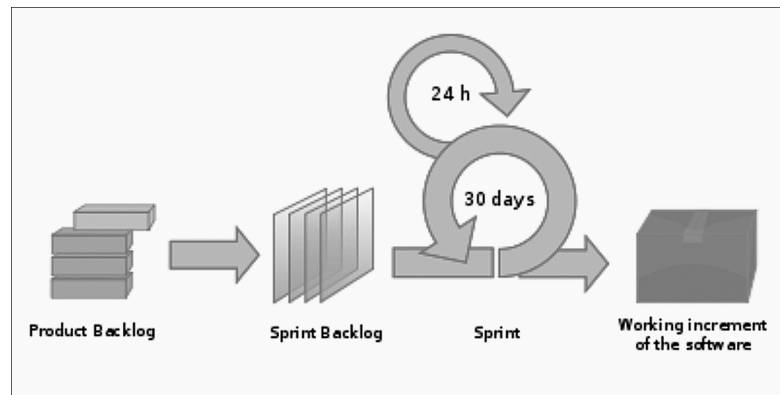 24 h
30 days
Product Backlog
Sprint Backlog
Sprint
Working increment
of the software